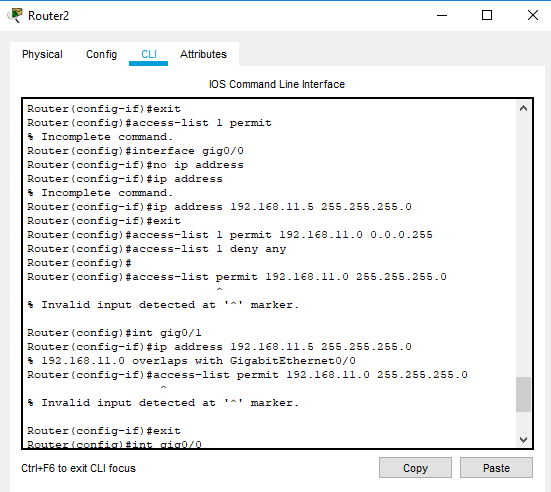 Router2
Physical Config CLI Attributes
IOS Command Line Interface
Router(config-if)#exit
Router(config)#access-list 1 permit
% Incomplete command.
Router(config)#interface gig0/0
Router(config-if)#no ip address
Router(config-if)#ip address
% Incomplete command.
Router(config-if)#ip address 192.168.11.5 255.255.255.0
Router(config-if)#exit
Router(config)#access-list 1 permit 192.168.11.0 0.0.0.255
Router(config)#access-list 1 deny any
Router(config)#
Router(config)#access-list permit 192.168.11.0 255.255.255.0
^
% Invalid input detected at '^' marker.
Router(config)#int gig0/1
Router(config-if)#ip address 192.168.11.5 255.255.255.0
% 192.168.11.0 overlaps with GigabitEthernet0/0
Router(config-if)#access-list permit 192.168.11.0 255.255.255.0
^
% Invalid input detected at '^' marker.
Router(config-if)#exit
Router(config)#int gig0/0
Ctrl+F6 to exit CLI focus
Copy Paste